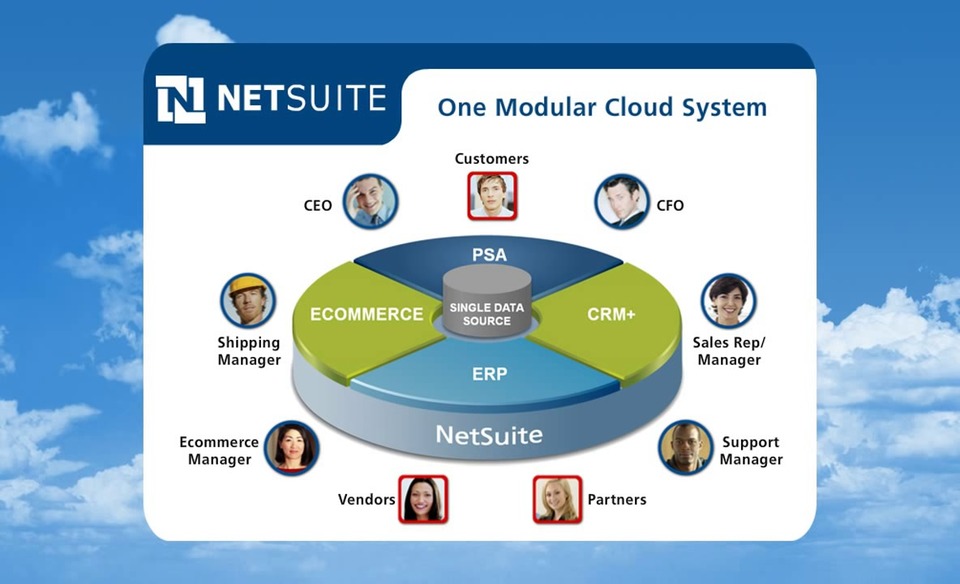 NETSUITE
One Modular Cloud System
Customers
CEO
CFO
PSA
SINGLE DATA
SOURCE
ECOMMERCE
CRM+
ERP
NetSuite
Shipping
Manager
Sales Rep/
Manager
Ecommerce
Manager
Support
Manager
Vendors
Partners